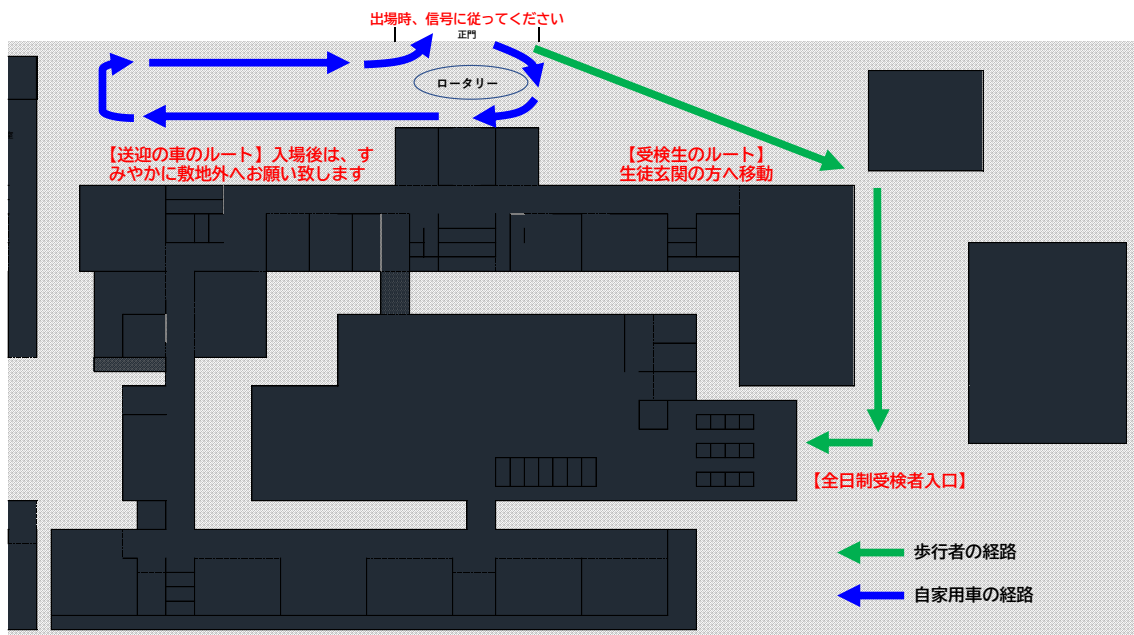 出場時、信号に従ってください
正門
ロータリー
【送迎の車のルート】入場後は、す
みやかに敷地外へお願い致します
【受検生のルート】
生徒玄関の方へ移動
【全日制受検者入口】
歩行者の経路
自家用車の経路